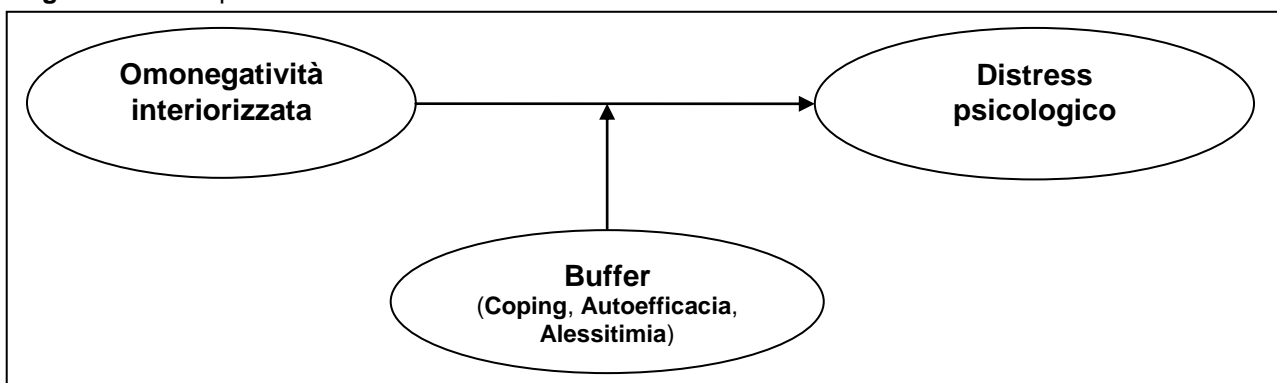 Omonegatività
interiorizzata
Distress
psicologico
Buffer
(Coping, Autoefficacia,
Alessitimia)